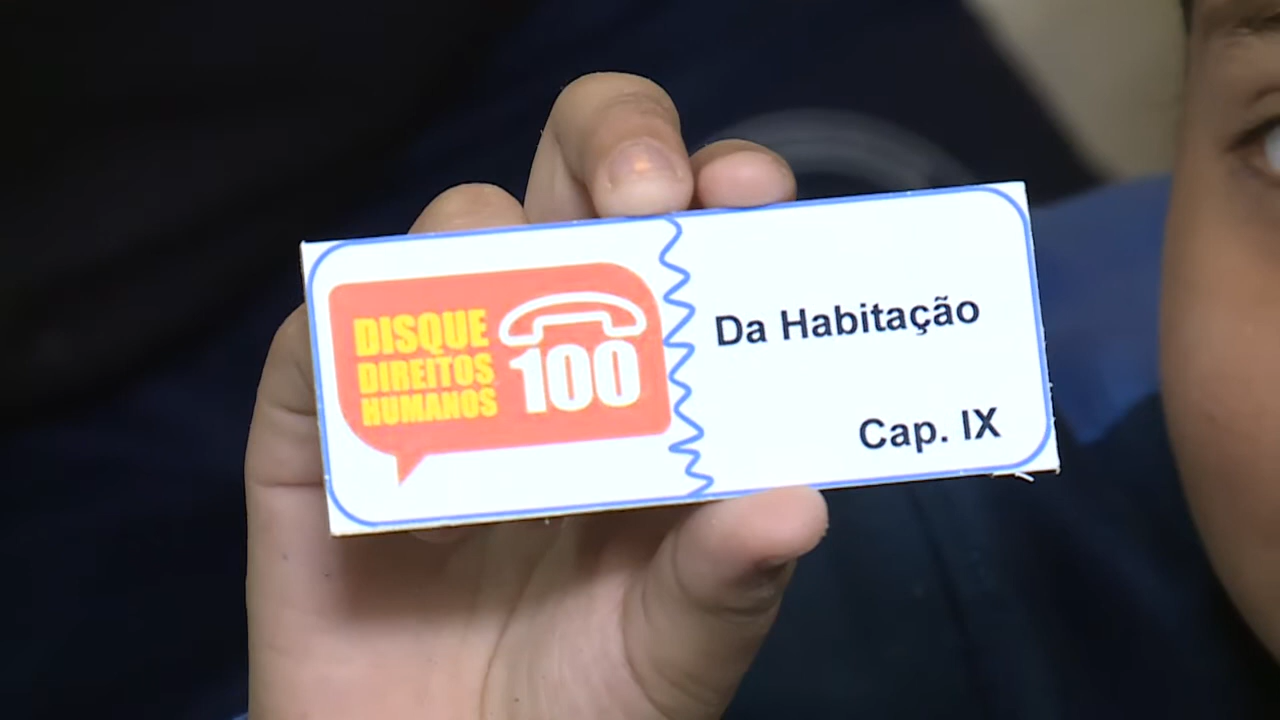 DISQUE
DIREITOS
HUMANOS
100
Da Habitação
Cap. IX